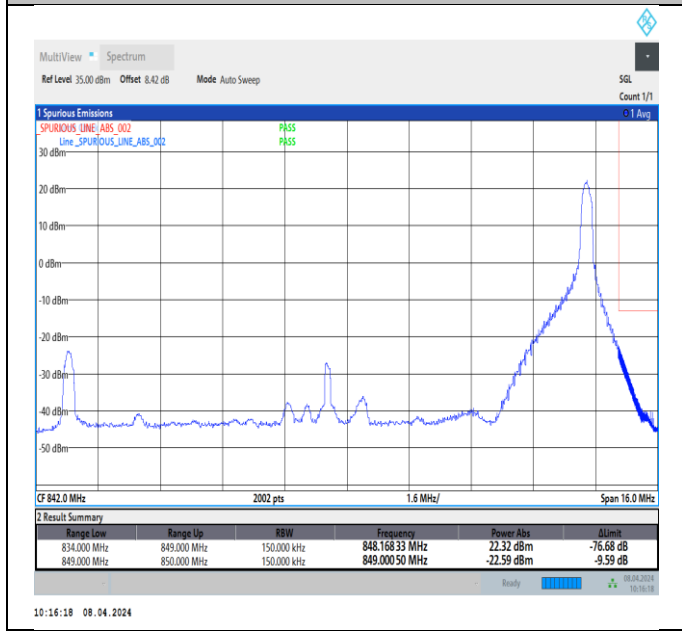 MultiView Spectrum
Ref Level 35.00 dBm Offset 8.42 dB Mode Auto Sweep SGL
Count 1/1
1 Spurious Emissions 1 Avg
_SPURIOUS_LINE_ABS_002 PASS
Line _SPURIOUS_LINE_ABS_002 PASS
30 dBm
20 dBm
10 dBm
0 dBm
-10 dBm
-20 dBm
-30 dBm
-40 dBm
-50 dBm
CF 842.0 MHz 2002 pts 1.6 MHz/ Span 16.0 MHz
2 Result Summary
Range Low Range Up RBW Frequency Power Abs ΔLimit
834.000 MHz 849.000 MHz 150.000 kHz 848.168 33 MHz 22.32 dBm -76.68 dB
849.000 MHz 850.000 MHz 150.000 kHz 849.000 50 MHz -22.59 dBm -9.59 dB
Ready 08.04.2024
10:16:18
10:16:18 08.04.2024